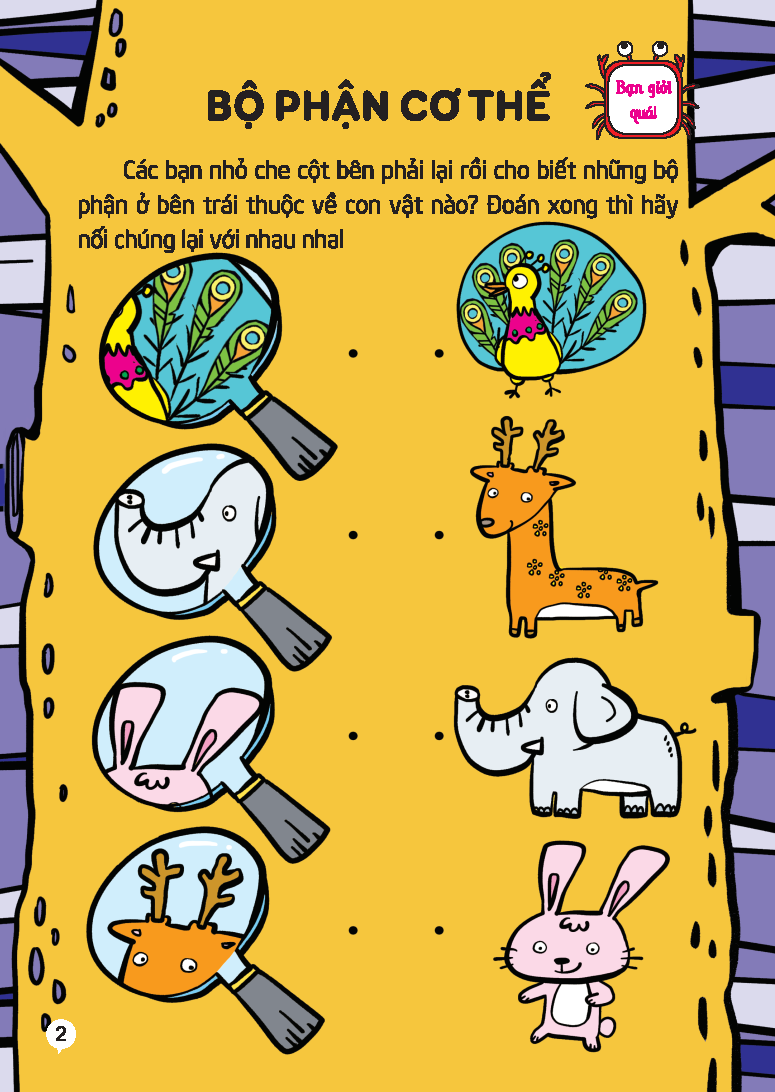 BỘ PHẬN CƠ THỂ
Bạn giỏi
quá!
Các bạn nhỏ che cột bên phải lại rồi cho biết những bộ
phận ở bên trái thuộc về con vật nào? Đoán xong thì hãy
nối chúng lại với nhau nha!
2